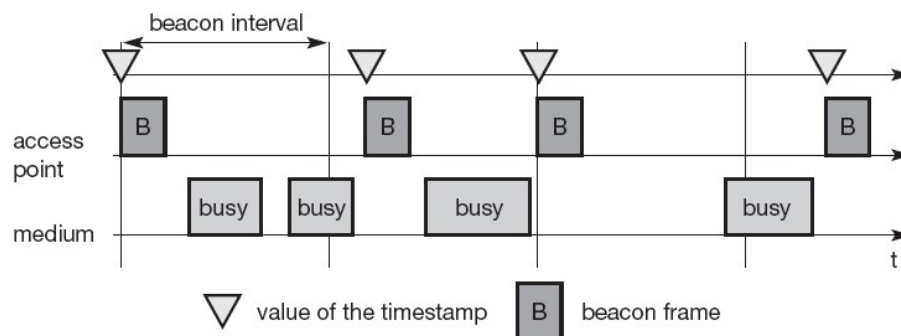 beacon interval
B B B B
access
point
busy busy busy busy
medium
t
value of the timestamp B beacon frame